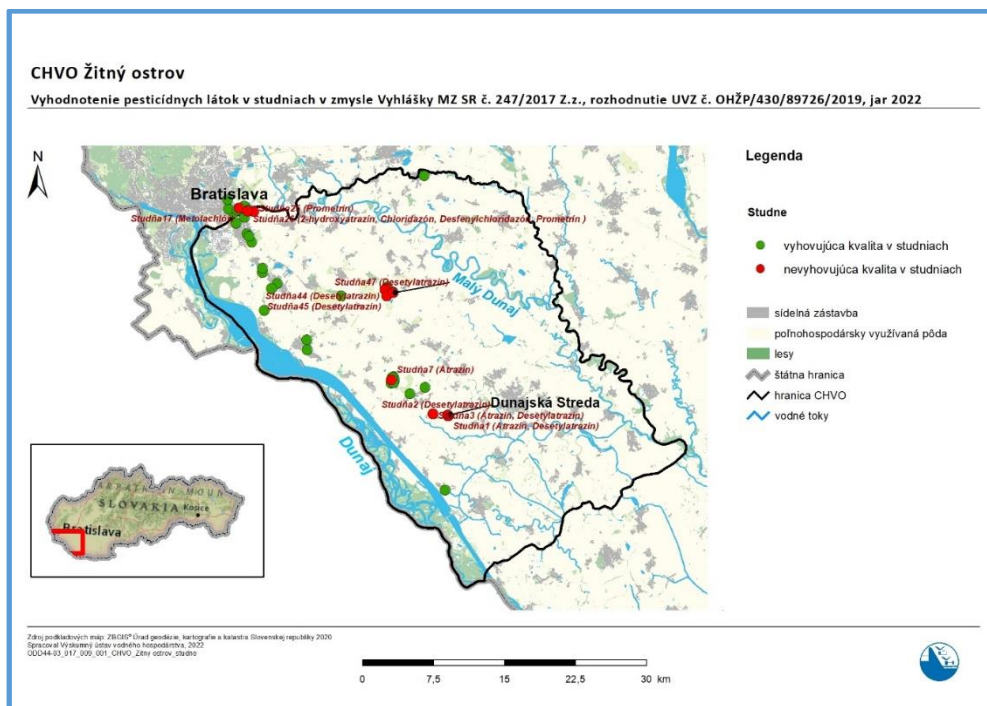 CHVO Žitný ostrov
Vyhodnotenie pesticídnych látok v studniach v zmysle Vyhlášky MZ SR č. 247/2017 Z.z., rozhodnutie UVZ č. OHŽP/430/89726/2019, jar 2022
N
Bratislava
(Prometrín)
Studňa17 (Metolachlór)
(2-hydroxyatrazín, Chloridazón, Desfenylchloridazón, Prometrín )
Studňa47 (Desetylatrazín)
Studňa44 (Desetylatrazín)
Studňa45 (Desetylatrazín)
Malý Dunaj
Studňa7 (Atrazín)
Studňa2 (Desetylatrazín)
Dunajská Streda
Studňa3 (Atrazín, Desetylatrazín)
Studňa1 (Atrazín, Desetylatrazín)
Dunaj
Legenda
Studne
vyhovujúca kvalita v studniach
nevyhovujúca kvalita v studniach
sídelná zástavba
poľnohospodársky využívaná pôda
lesy
štátna hranica
hranica CHVO
vodné toky
SLOVAKIA
Košice
Bratislava
Zdroj podkladových máp: ZBGIS® Úrad geodézie, kartografie a katastra Slovenskej republiky 2020
Spracoval Výskumný ústav vodného hospodárstva, 2022
ODD44-03_017_009_001_CHVO_Zitny ostrov_studne
0 7,5 15 22,5 30 km